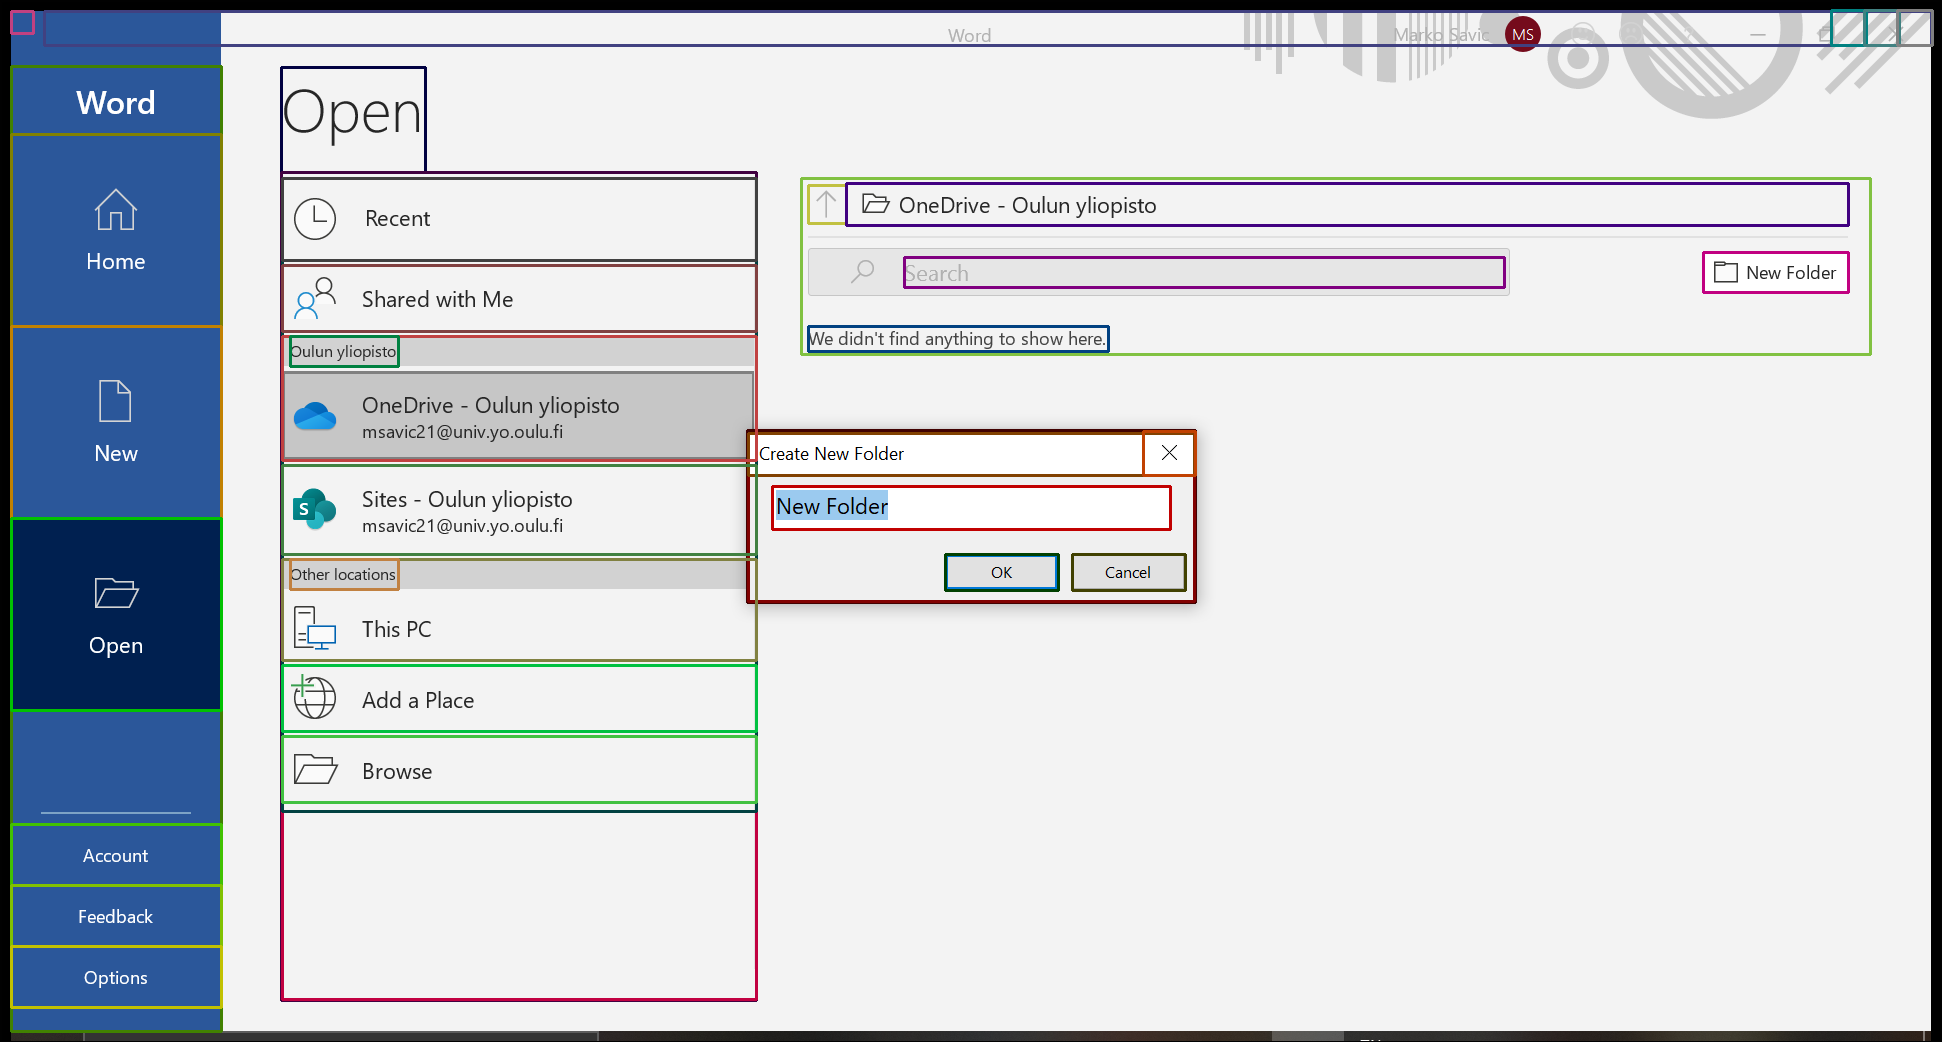 Word
Marko Savic
MS
Word
Home
New
Open
Account
Feedback
Options
Open
Recent
Shared with Me
Oulun yliopisto
OneDrive - Oulun yliopisto
msavic21@univ.yo.oulu.fi
Sites - Oulun yliopisto
msavic21@univ.yo.oulu.fi
Other locations
This PC
Add a Place
Browse
OneDrive - Oulun yliopisto
Search
New Folder
We didn't find anything to show here.
Create New Folder
New Folder
OK
Cancel